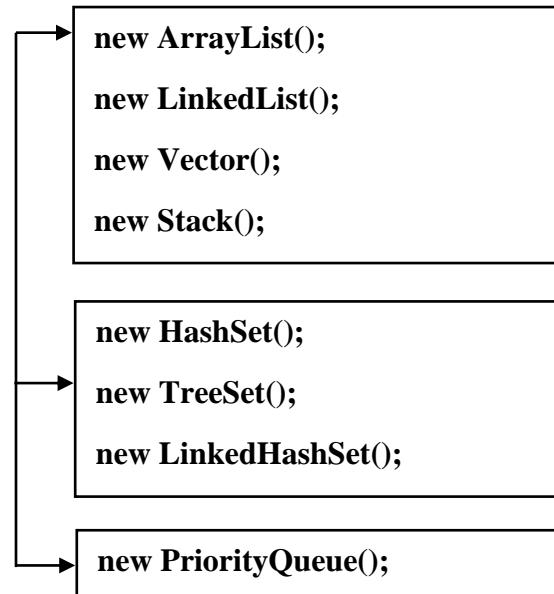 new ArrayList();
new LinkedList();
new Vector();
new Stack();
new HashSet();
new TreeSet();
new LinkedHashSet();
new PriorityQueue();